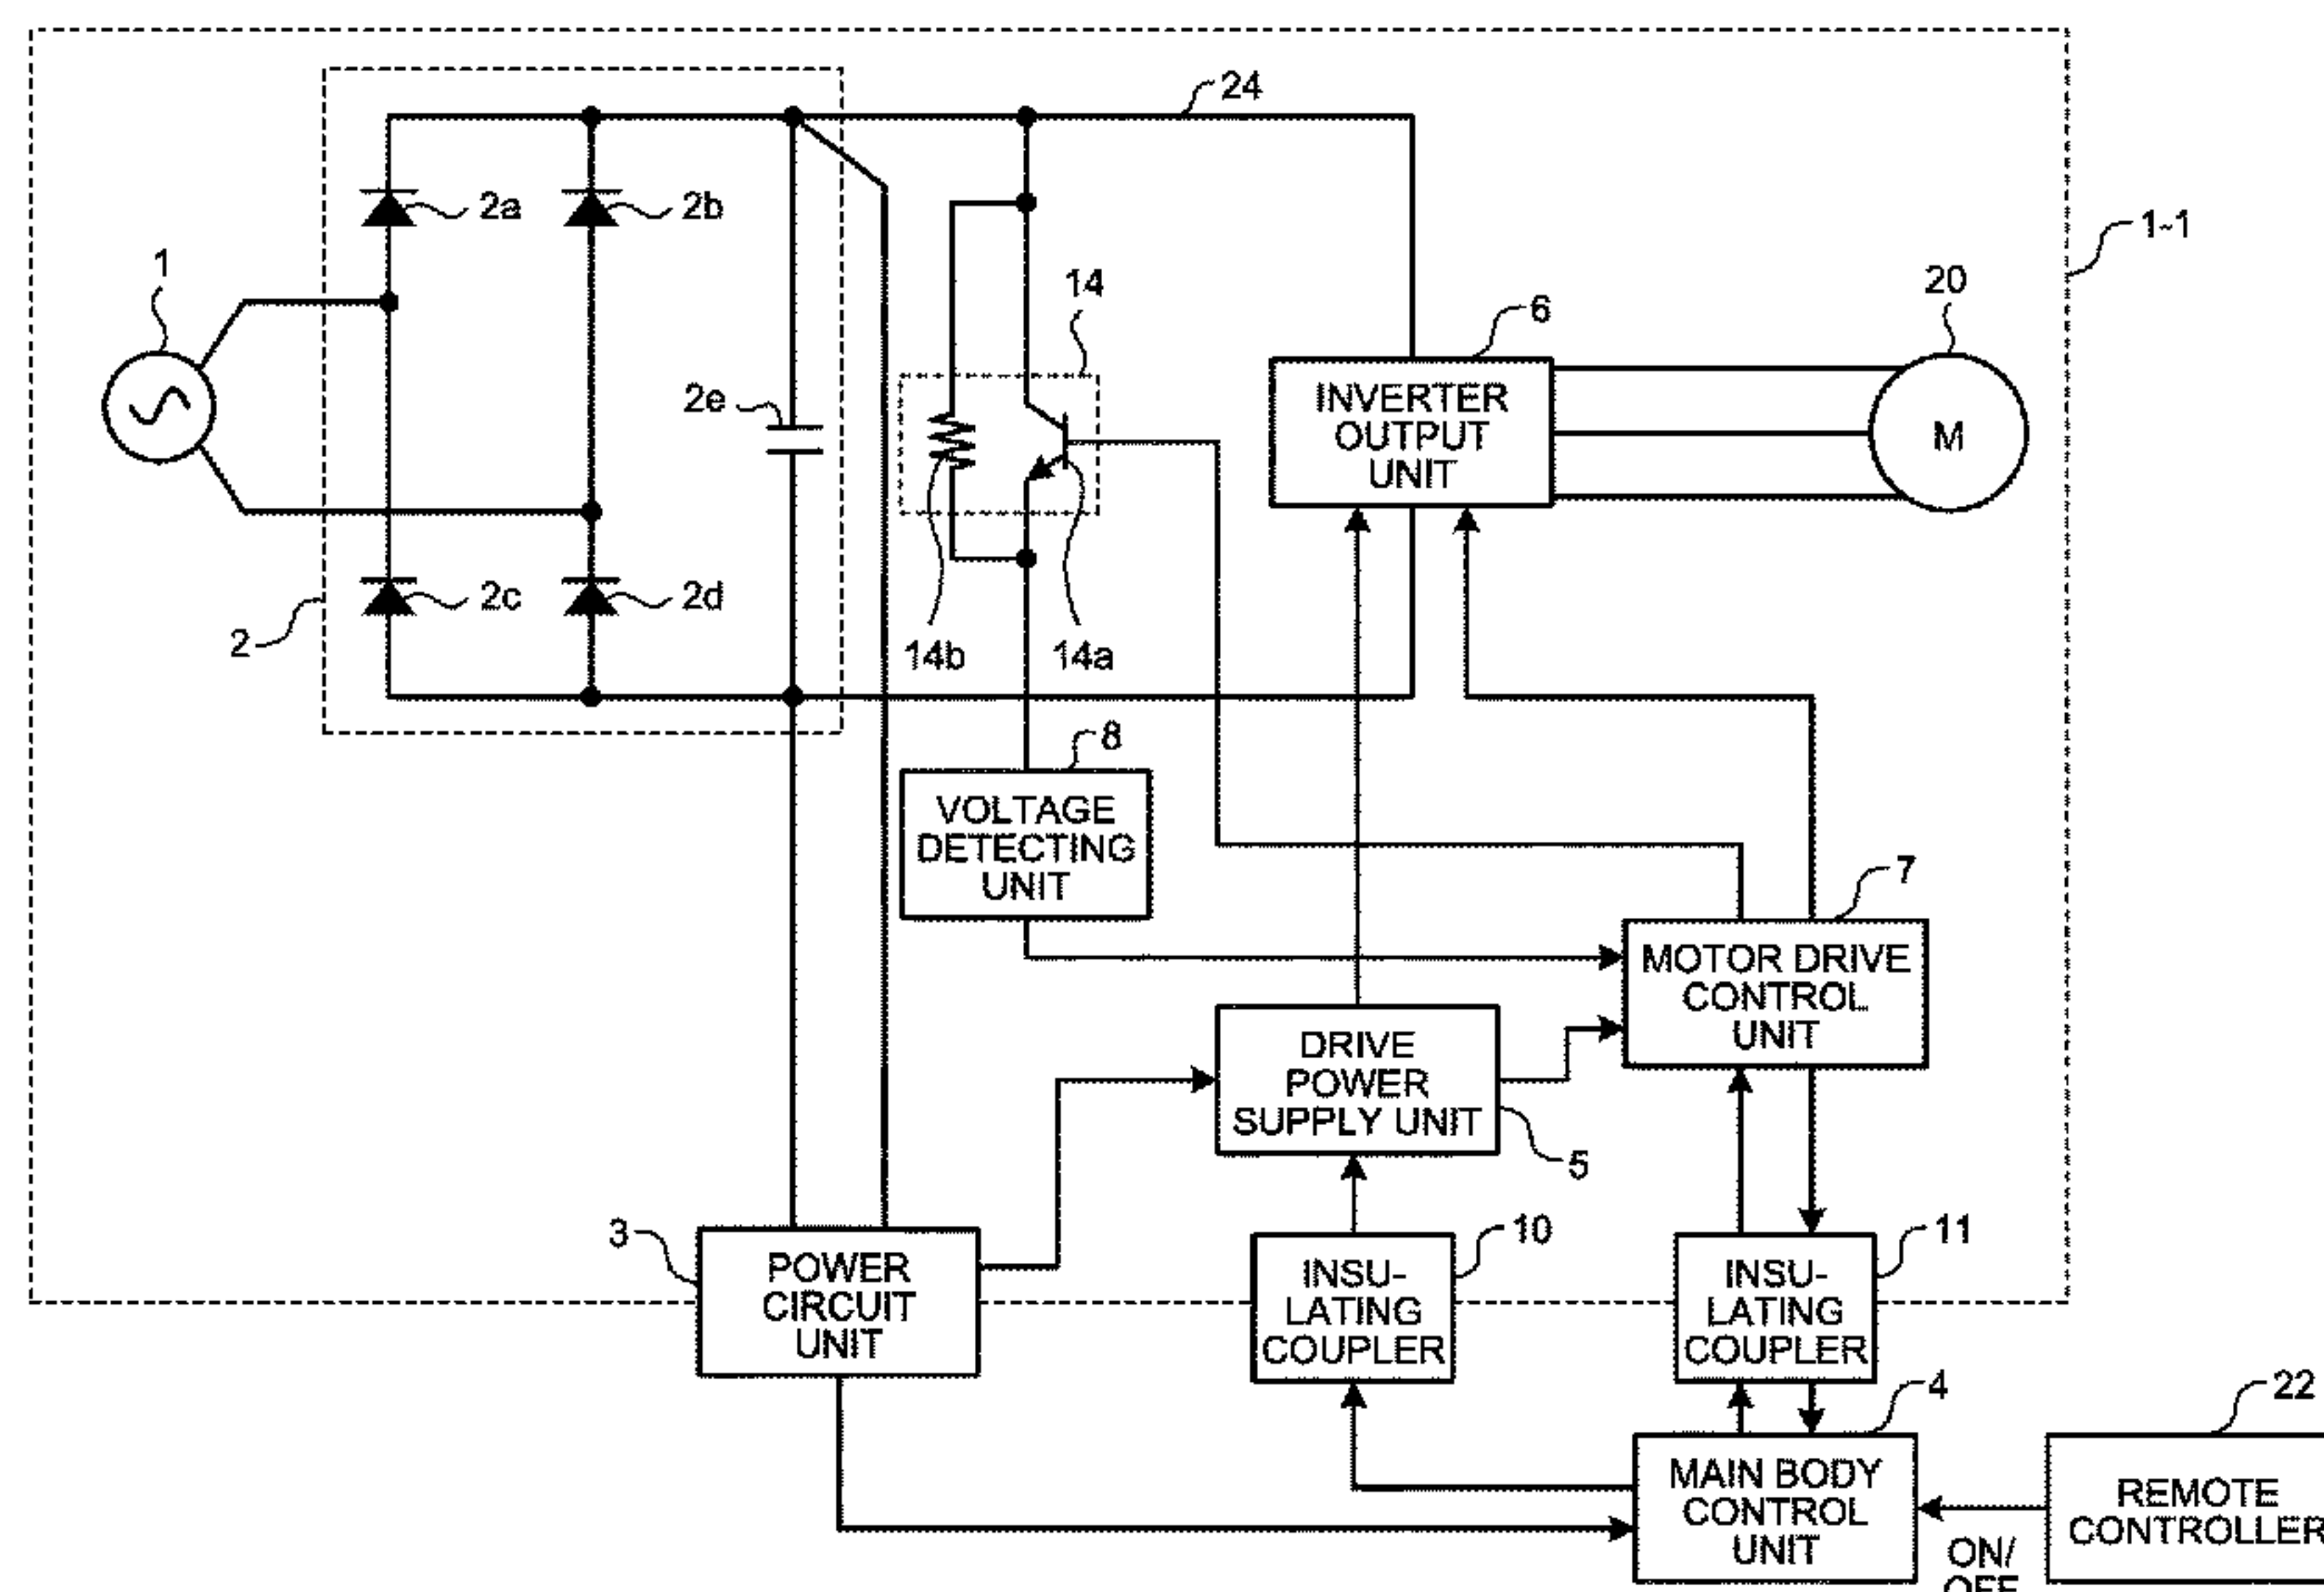 24
2a
2b
1-1
1
14
20
6
2e
INVERTER
OUTPUT
UNIT
M
2c
2d
2
14b
14a
8
VOLTAGE
DETECTING
UNIT
7
MOTOR DRIVE
CONTROL
UNIT
DRIVE
POWER
SUPPLY UNIT
5
3
10
11
POWER
CIRCUIT
UNIT
INSU-
LATING
COUPLER
INSU-
LATING
COUPLER
4
22
MAIN BODY
CONTROL
UNIT
REMOTE
CONTROLLER
ON/
OFF